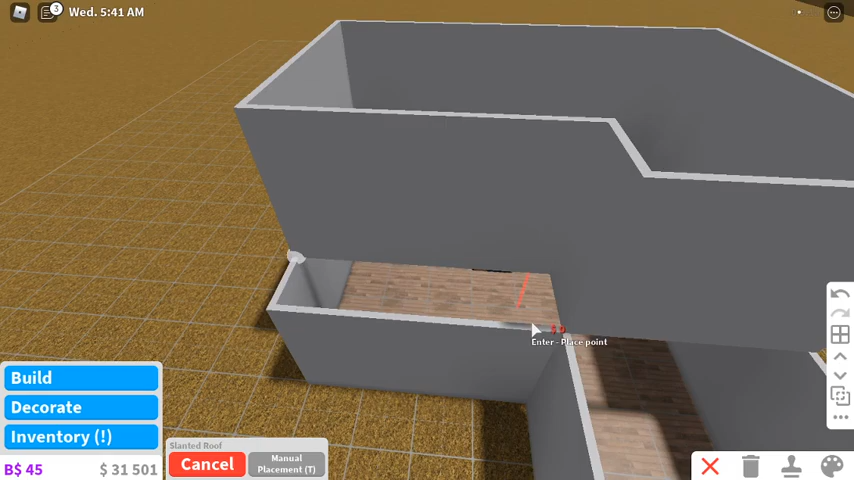 3
Wed. 5:41 AM
$ 0
Enter - Place point
Build
Decorate
Inventory (!)
B$ 45
$ 31 501
Slanted Roof
Cancel
Manual
Placement (T)